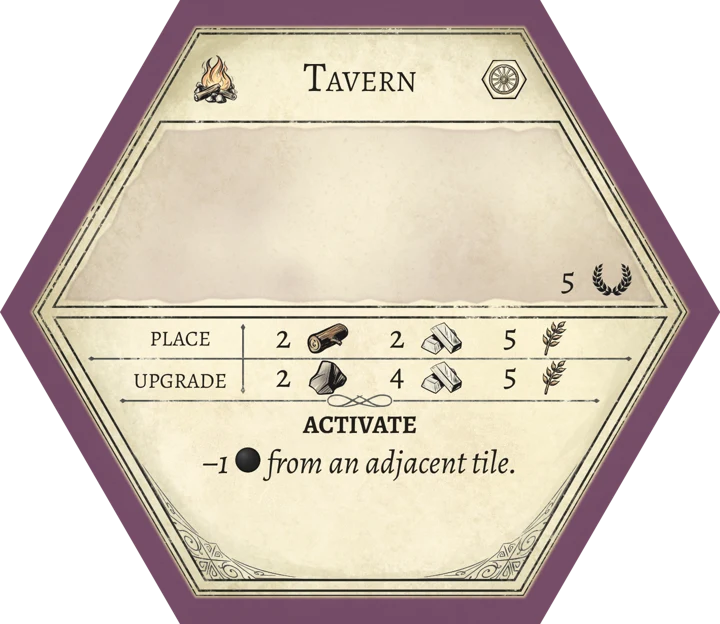 Tavern
5
PLACE 2 2 5
UPGRADE 2 4 5
ACTIVATE
−1 from an adjacent tile.